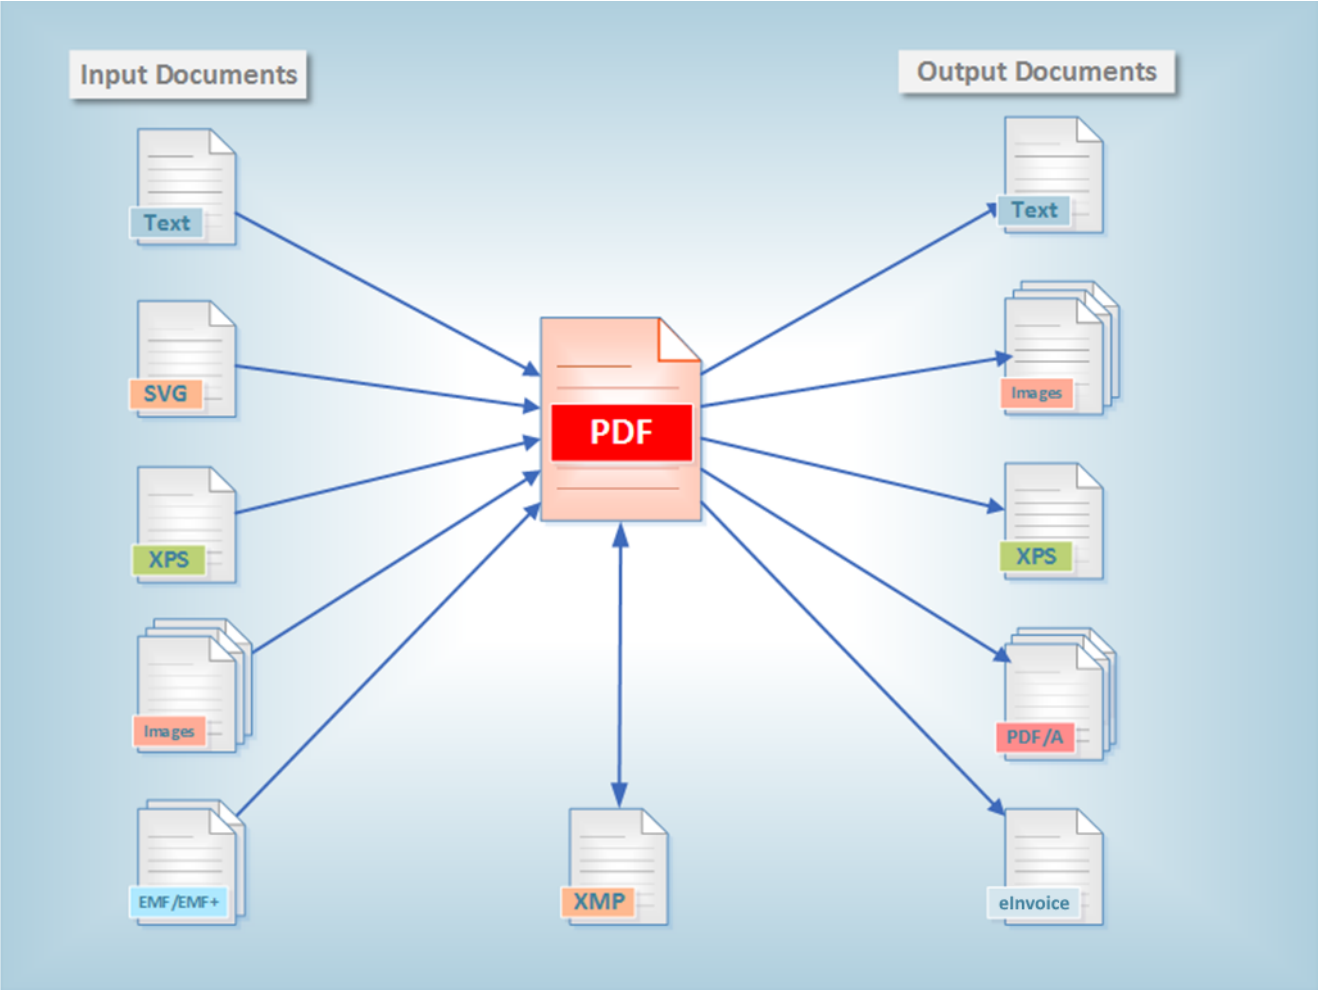 Input Documents
Output Documents
Text
SVG
XPS
Images
EMF/EMF+
PDF
XMP
Text
Images
XPS
PDF/A
eInvoice